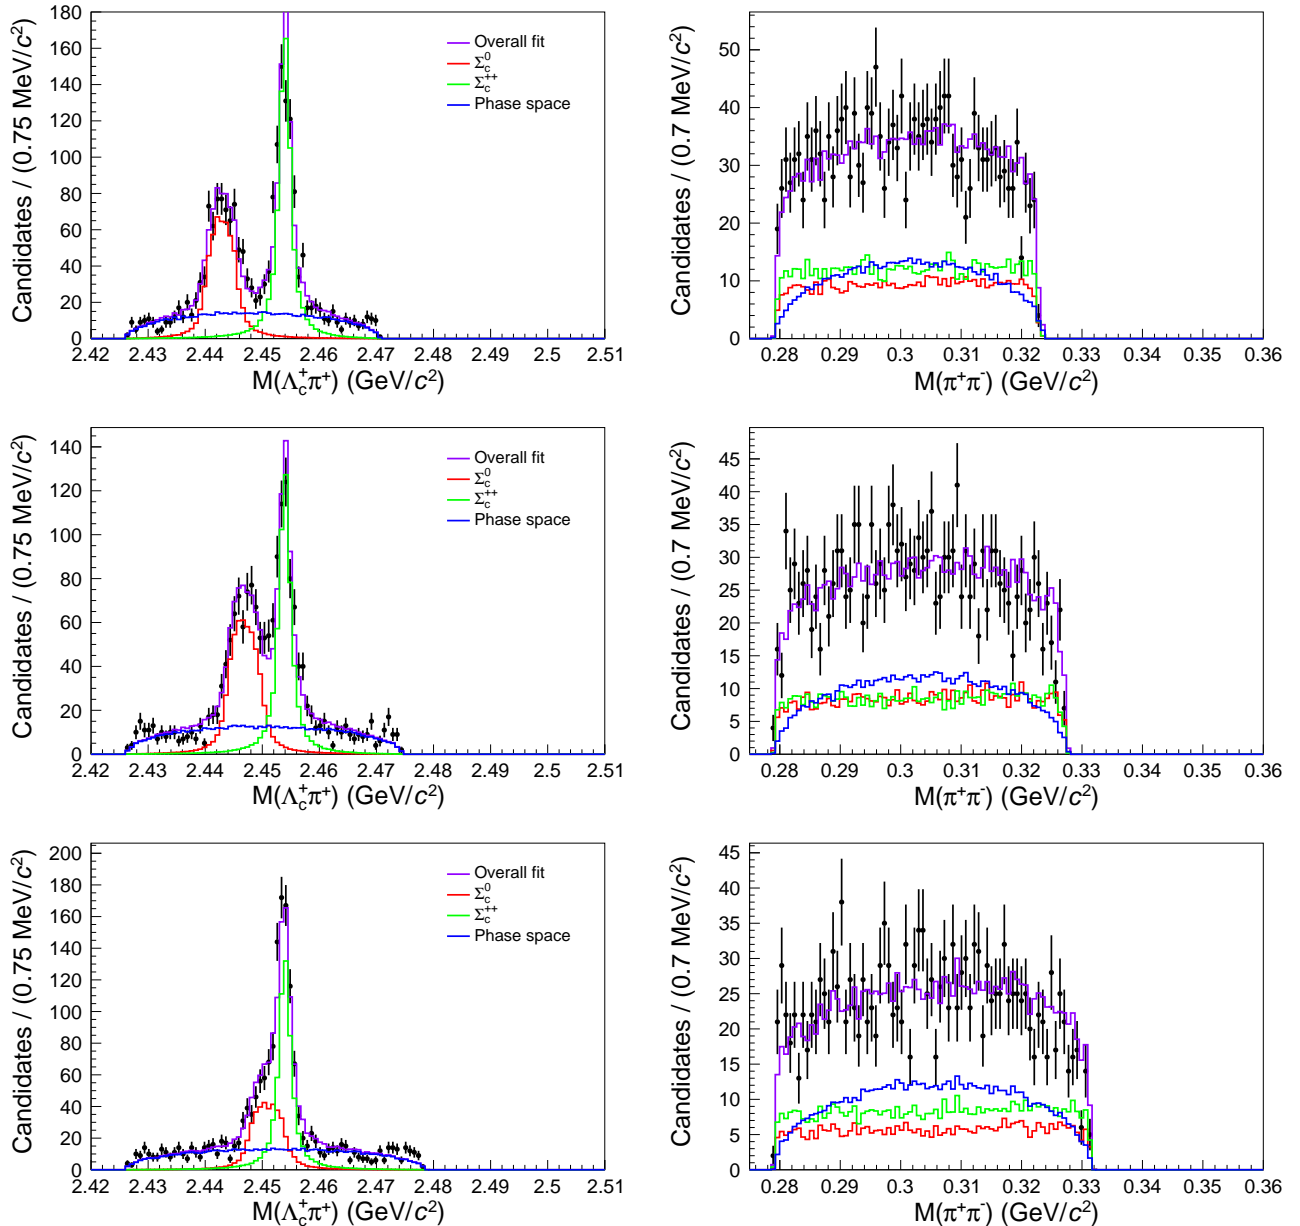 Candidates / (0.75 MeV/c²)
180
160
140
120
100
80
60
40
20
0
Overall fit
Σc⁰
Σc⁺⁺
Phase space
2.42 2.43 2.44 2.45 2.46 2.47 2.48 2.49 2.5 2.51
M(Λc⁺π⁺) (GeV/c²)
Candidates / (0.7 MeV/c²)
50
40
30
20
10
0
0.28 0.29 0.3 0.31 0.32 0.33 0.34 0.35 0.36
M(π⁺π⁻) (GeV/c²)
Candidates / (0.75 MeV/c²)
140
120
100
80
60
40
20
0
Overall fit
Σc⁰
Σc⁺⁺
Phase space
2.42 2.43 2.44 2.45 2.46 2.47 2.48 2.49 2.5 2.51
M(Λc⁺π⁺) (GeV/c²)
Candidates / (0.7 MeV/c²)
45
40
35
30
25
20
15
10
5
0
0.28 0.29 0.3 0.31 0.32 0.33 0.34 0.35 0.36
M(π⁺π⁻) (GeV/c²)
Candidates / (0.75 MeV/c²)
200
180
160
140
120
100
80
60
40
20
0
Overall fit
Σc⁰
Σc⁺⁺
Phase space
2.42 2.43 2.44 2.45 2.46 2.47 2.48 2.49 2.5 2.51
M(Λc⁺π⁺) (GeV/c²)
Candidates / (0.7 MeV/c²)
45
40
35
30
25
20
15
10
5
0
0.28 0.29 0.3 0.31 0.32 0.33 0.34 0.35 0.36
M(π⁺π⁻) (GeV/c²)